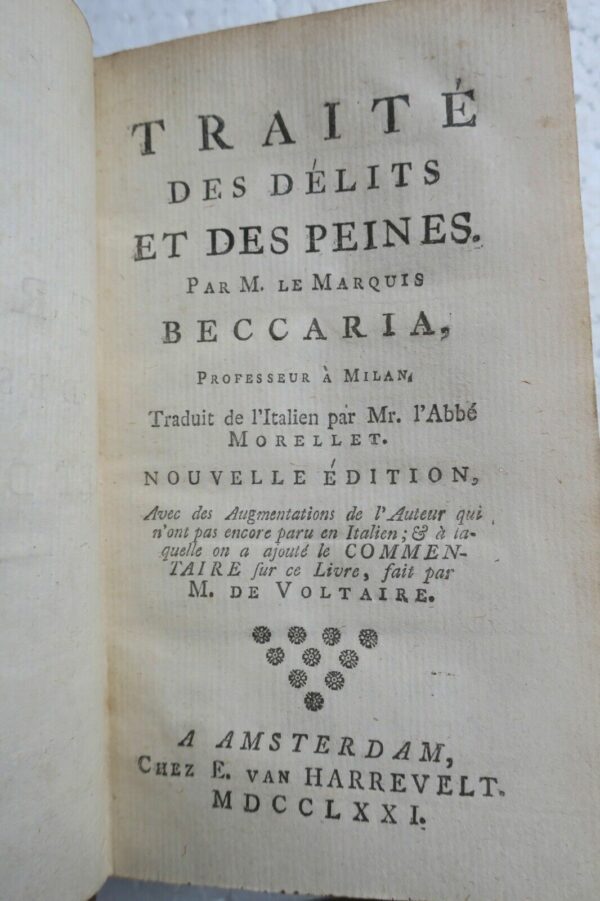 TRAITÉ
DES DÉLITS
ET DES PEINES.
PAR M. LE MARQUIS
BECCARIA,
PROFESSEUR À MILAN,
Traduit de l'Italien par Mr. l'Abbé
MORELLET.
NOUVELLE ÉDITION,
Avec des Augmentations de l'Auteur qui
n'ont pas encore paru en Italien ; & à la-
quelle on a ajouté le COMMEN-
TAIRE ſur ce Livre, fait par
M. DE VOLTAIRE.
A AMSTERDAM,
CHEZ E. VAN HARREVELT.
MDCCLXXI.